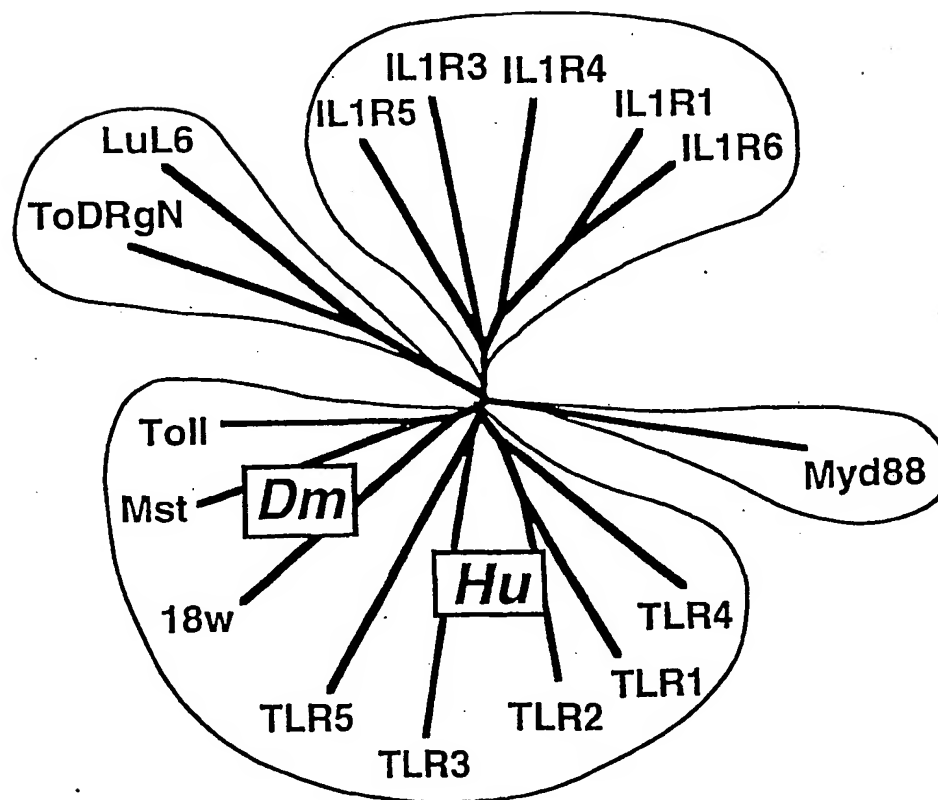 IL1R3 IL1R4
IL1R5
IL1R1
IL1R6
LuL6
ToDRgN
Toll
Mst
Dm
18w
Hu
Myd88
TLR4
TLR1
TLR2
TLR5
TLR3